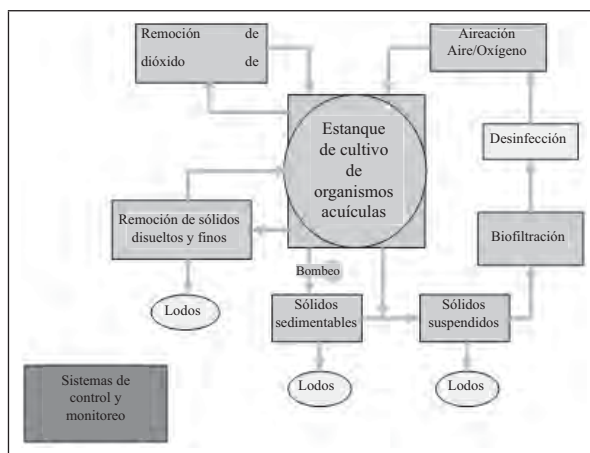 Remoción de
dióxido de
Aireación
Aire/Oxígeno
Estanque
de cultivo
de
organismos
acuículas
Desinfección
Remoción de sólidos
disueltos y finos
Biofiltración
Bombeo
Lodos
Sólidos
sedimentables
Sólidos
suspendidos
Lodos
Lodos
Sistemas de
control y
monitoreo